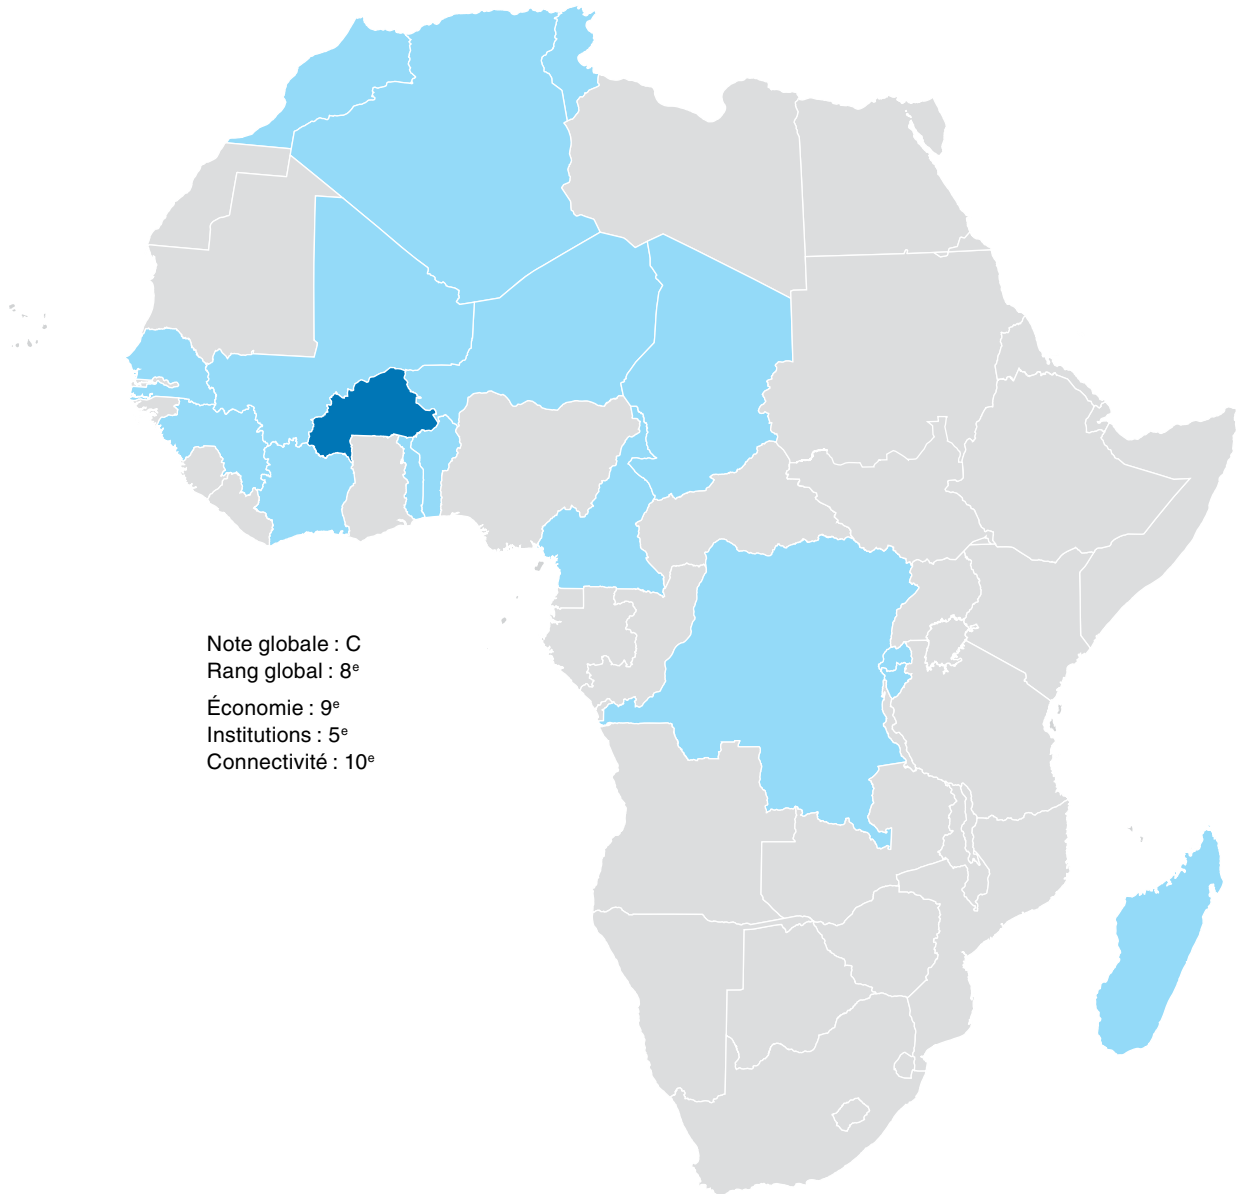 Note globale : C
Rang global : 8e
Économie : 9e
Institutions : 5e
Connectivité : 10e